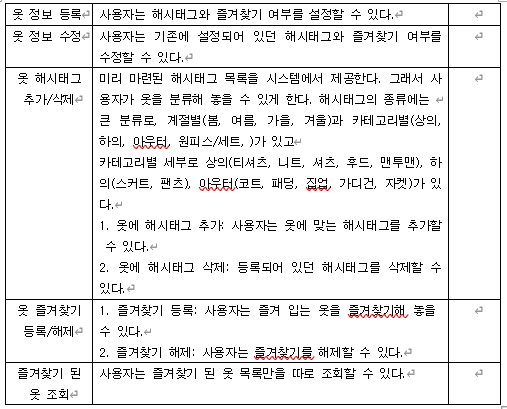 옷 정보 등록
사용자는 해시태그와 즐겨찾기 여부를 설정할 수 있다.
옷 정보 수정
사용자는 기존에 설정되어 있던 해시태그와 즐겨찾기 여부를
수정할 수 있다.
옷 해시태그
추가/삭제
미리 마련된 해시태그 목록을 시스템에서 제공한다. 그래서 사
용자가 옷을 분류해 놓을 수 있게 한다. 해시태그의 종류에는
큰 분류로, 계절별(봄, 여름, 가을, 겨울)과 카테고리별(상의,
하의, 아우터, 원피스/세트, )가 있고
카테고리별 세부로 상의(티셔츠, 니트, 셔츠, 후드, 맨투맨), 하
의(스커트, 팬츠), 아우터(코트, 패딩, 집업, 가디건, 자켓)가 있
다.
1. 옷에 해시태그 추가: 사용자는 옷에 맞는 해시태그를 추가할
수 있다.
2. 옷에 해시태그 삭제: 등록되어 있던 해시태그를 삭제할 수
있다.
옷 즐겨찾기
등록/해제
1. 즐겨찾기 등록: 사용자는 즐겨 입는 옷을 즐겨찾기해 놓을
수 있다.
2. 즐겨찾기 해제: 사용자는 즐겨찾기를 해제할 수 있다.
즐겨찾기 된
옷 조회
사용자는 즐겨찾기 된 옷 목록만을 따로 조회할 수 있다.